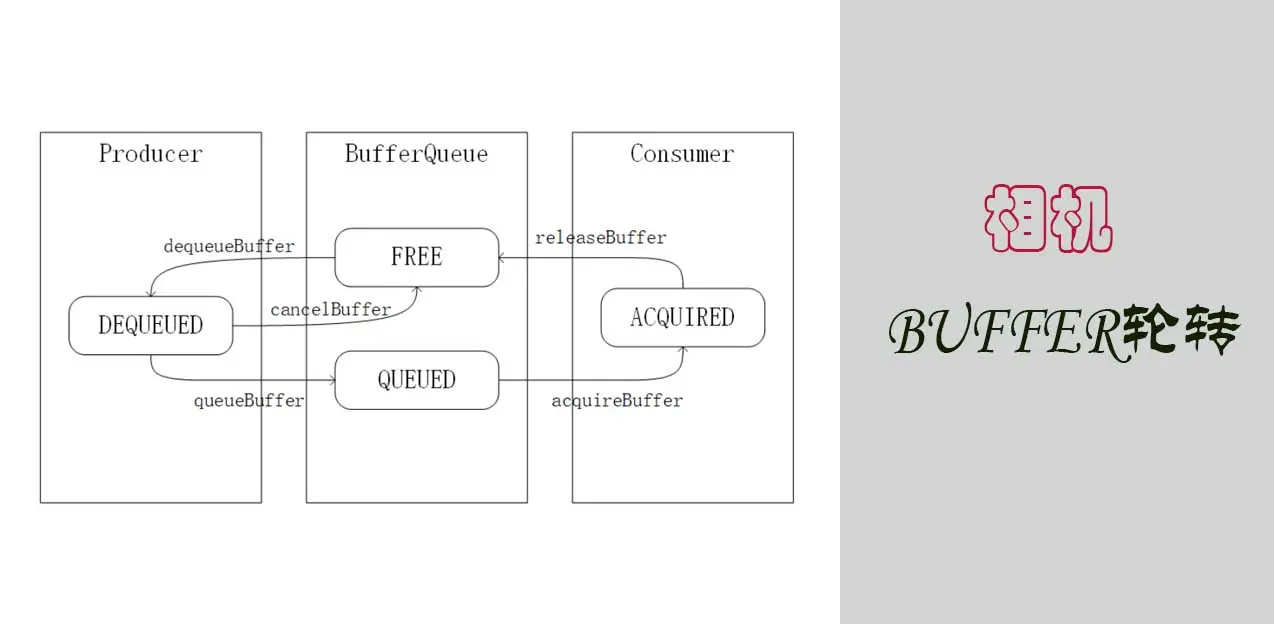 Producer
BufferQueue
Consumer
dequeueBuffer
FREE
releaseBuffer
cancelBuffer
DEQUEUED
ACQUIRED
QUEUED
queueBuffer
acquireBuffer
相机
BUFFER轮转